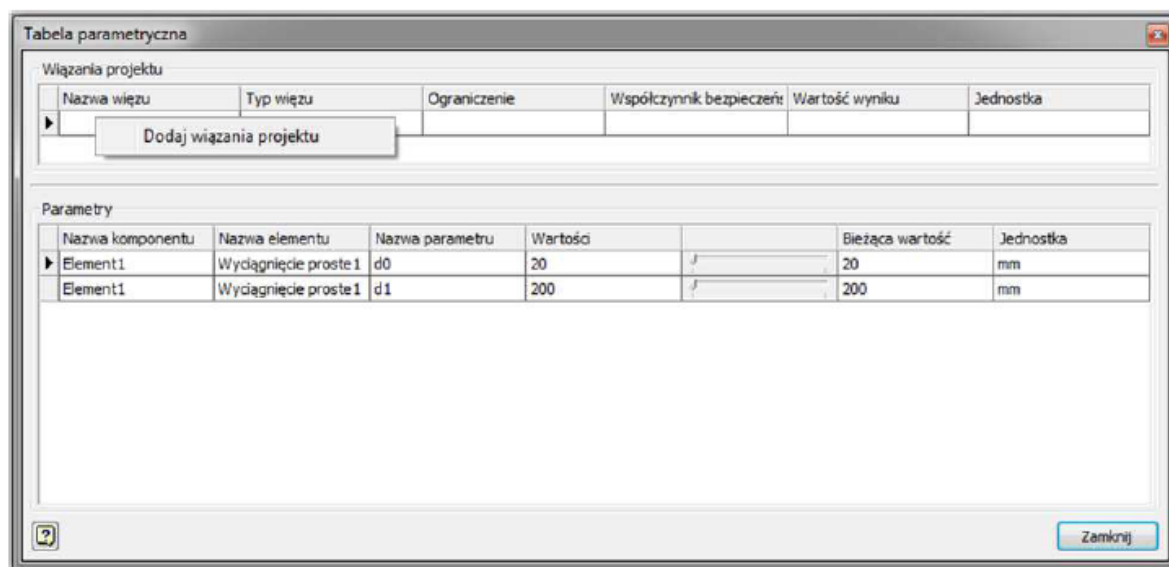 Tabela parametryczna
Wiązania projektu
Nazwa więzu Typ więzu Ograniczenie Współczynnik bezpieczeńs Wartość wyniku Jednostka
Dodaj wiązania projektu
Parametry
Nazwa komponentu Nazwa elementu Nazwa parametru Wartości Bieżąca wartość Jednostka
Element1 Wyciągnięcie proste1 d0 20 20 mm
Element1 Wyciągnięcie proste1 d1 200 200 mm
Zamknij